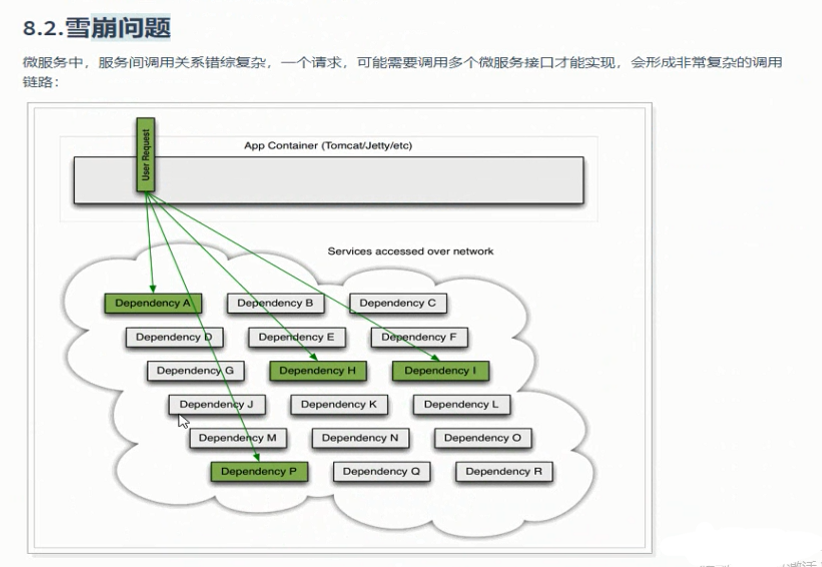 8.2.雪崩问题
微服务中，服务间调用关系错综复杂，一个请求，可能需要调用多个微服务接口才能实现，会形成非常复杂的调用
链路：
User Request
App Container (Tomcat/Jetty/etc)
Services accessed over network
Dependency A
Dependency B
Dependency C
Dependency D
Dependency E
Dependency F
Dependency G
Dependency H
Dependency I
Dependency J
Dependency K
Dependency L
Dependency M
Dependency N
Dependency O
Dependency P
Dependency Q
Dependency R